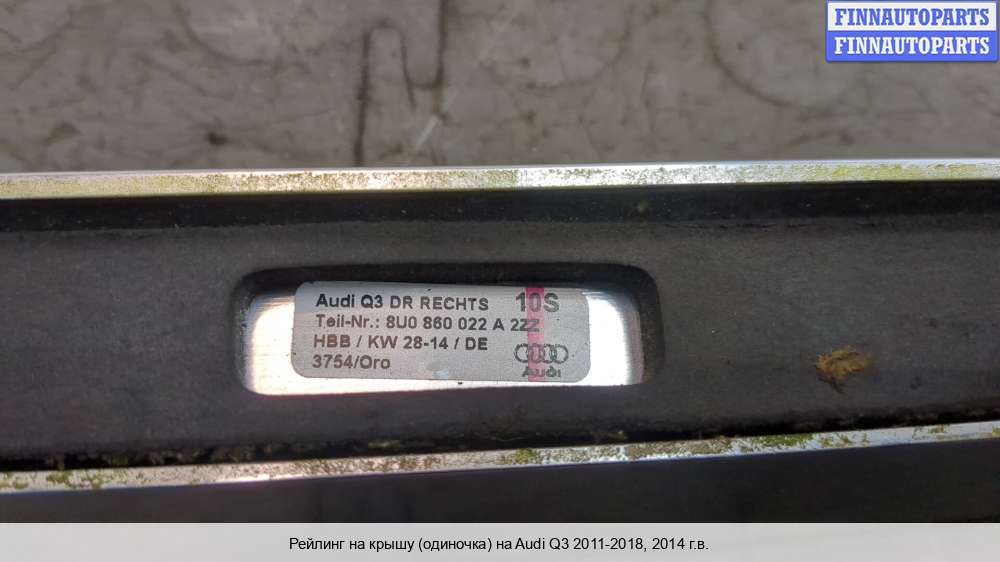 FINNAUTOPARTS
FINNAUTOPARTS
Audi Q3 DR RECHTS 10S
Teil-Nr.: 8U0 860 022 A 2ZZ
HBB / KW 28-14 / DE
3754/Oro
Audi
Рейлинг на крышу (одиночка) на Audi Q3 2011-2018, 2014 г.в.